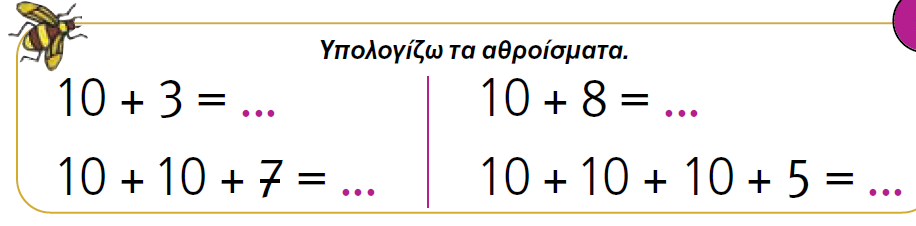 Υπολογίζω τα αθροίσματα.
10 + 3 = ...
10 + 10 + 7 = ...
10 + 8 = ...
10 + 10 + 10 + 5 = ...